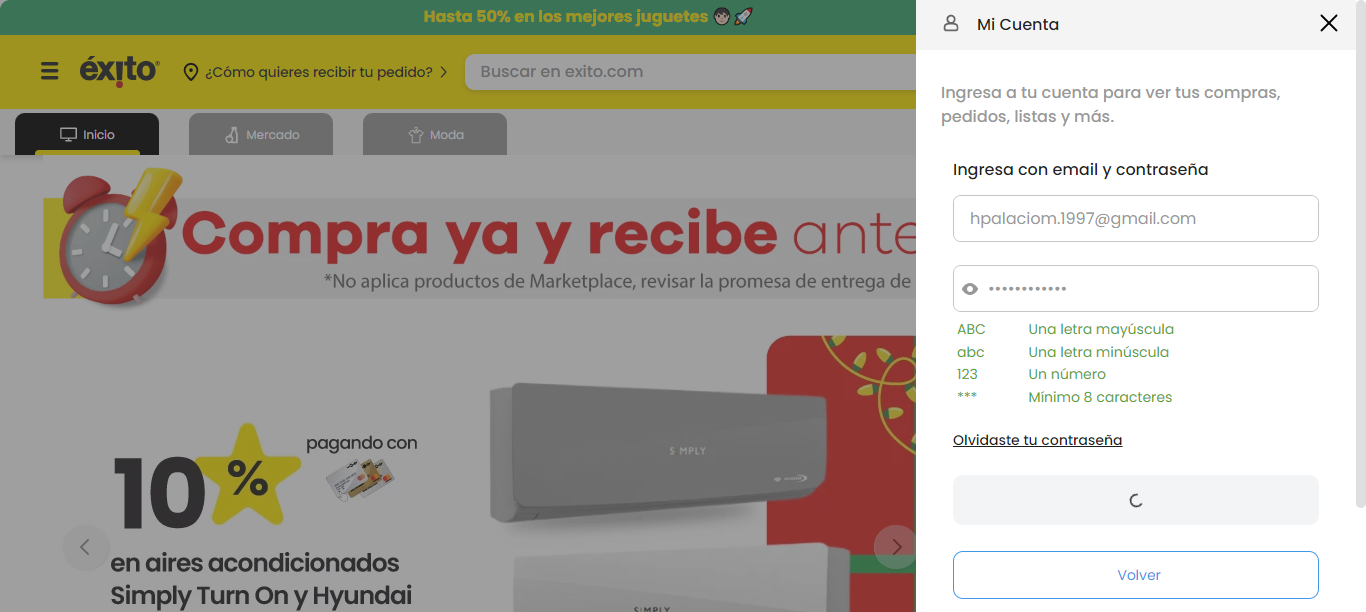 Hasta 50% en los mejores juguetes
éxito
¿Cómo quieres recibir tu pedido?
Buscar en exito.com
Inicio
Mercado
Moda
Compra ya y recibe ante
*No aplica productos de Marketplace, revisar la promesa de entrega de
10%
pagando con
en aires acondicionados
Simply Turn On y Hyundai
S MPLY
S:MPLY
Mi Cuenta
Ingresa a tu cuenta para ver tus compras,
pedidos, listas y más.
Ingresa con email y contraseña
hpalaciom.1997@gmail.com
••••••••••••
ABC Una letra mayúscula
abc Una letra minúscula
123 Un número
*** Mínimo 8 caracteres
Olvidaste tu contraseña
Volver